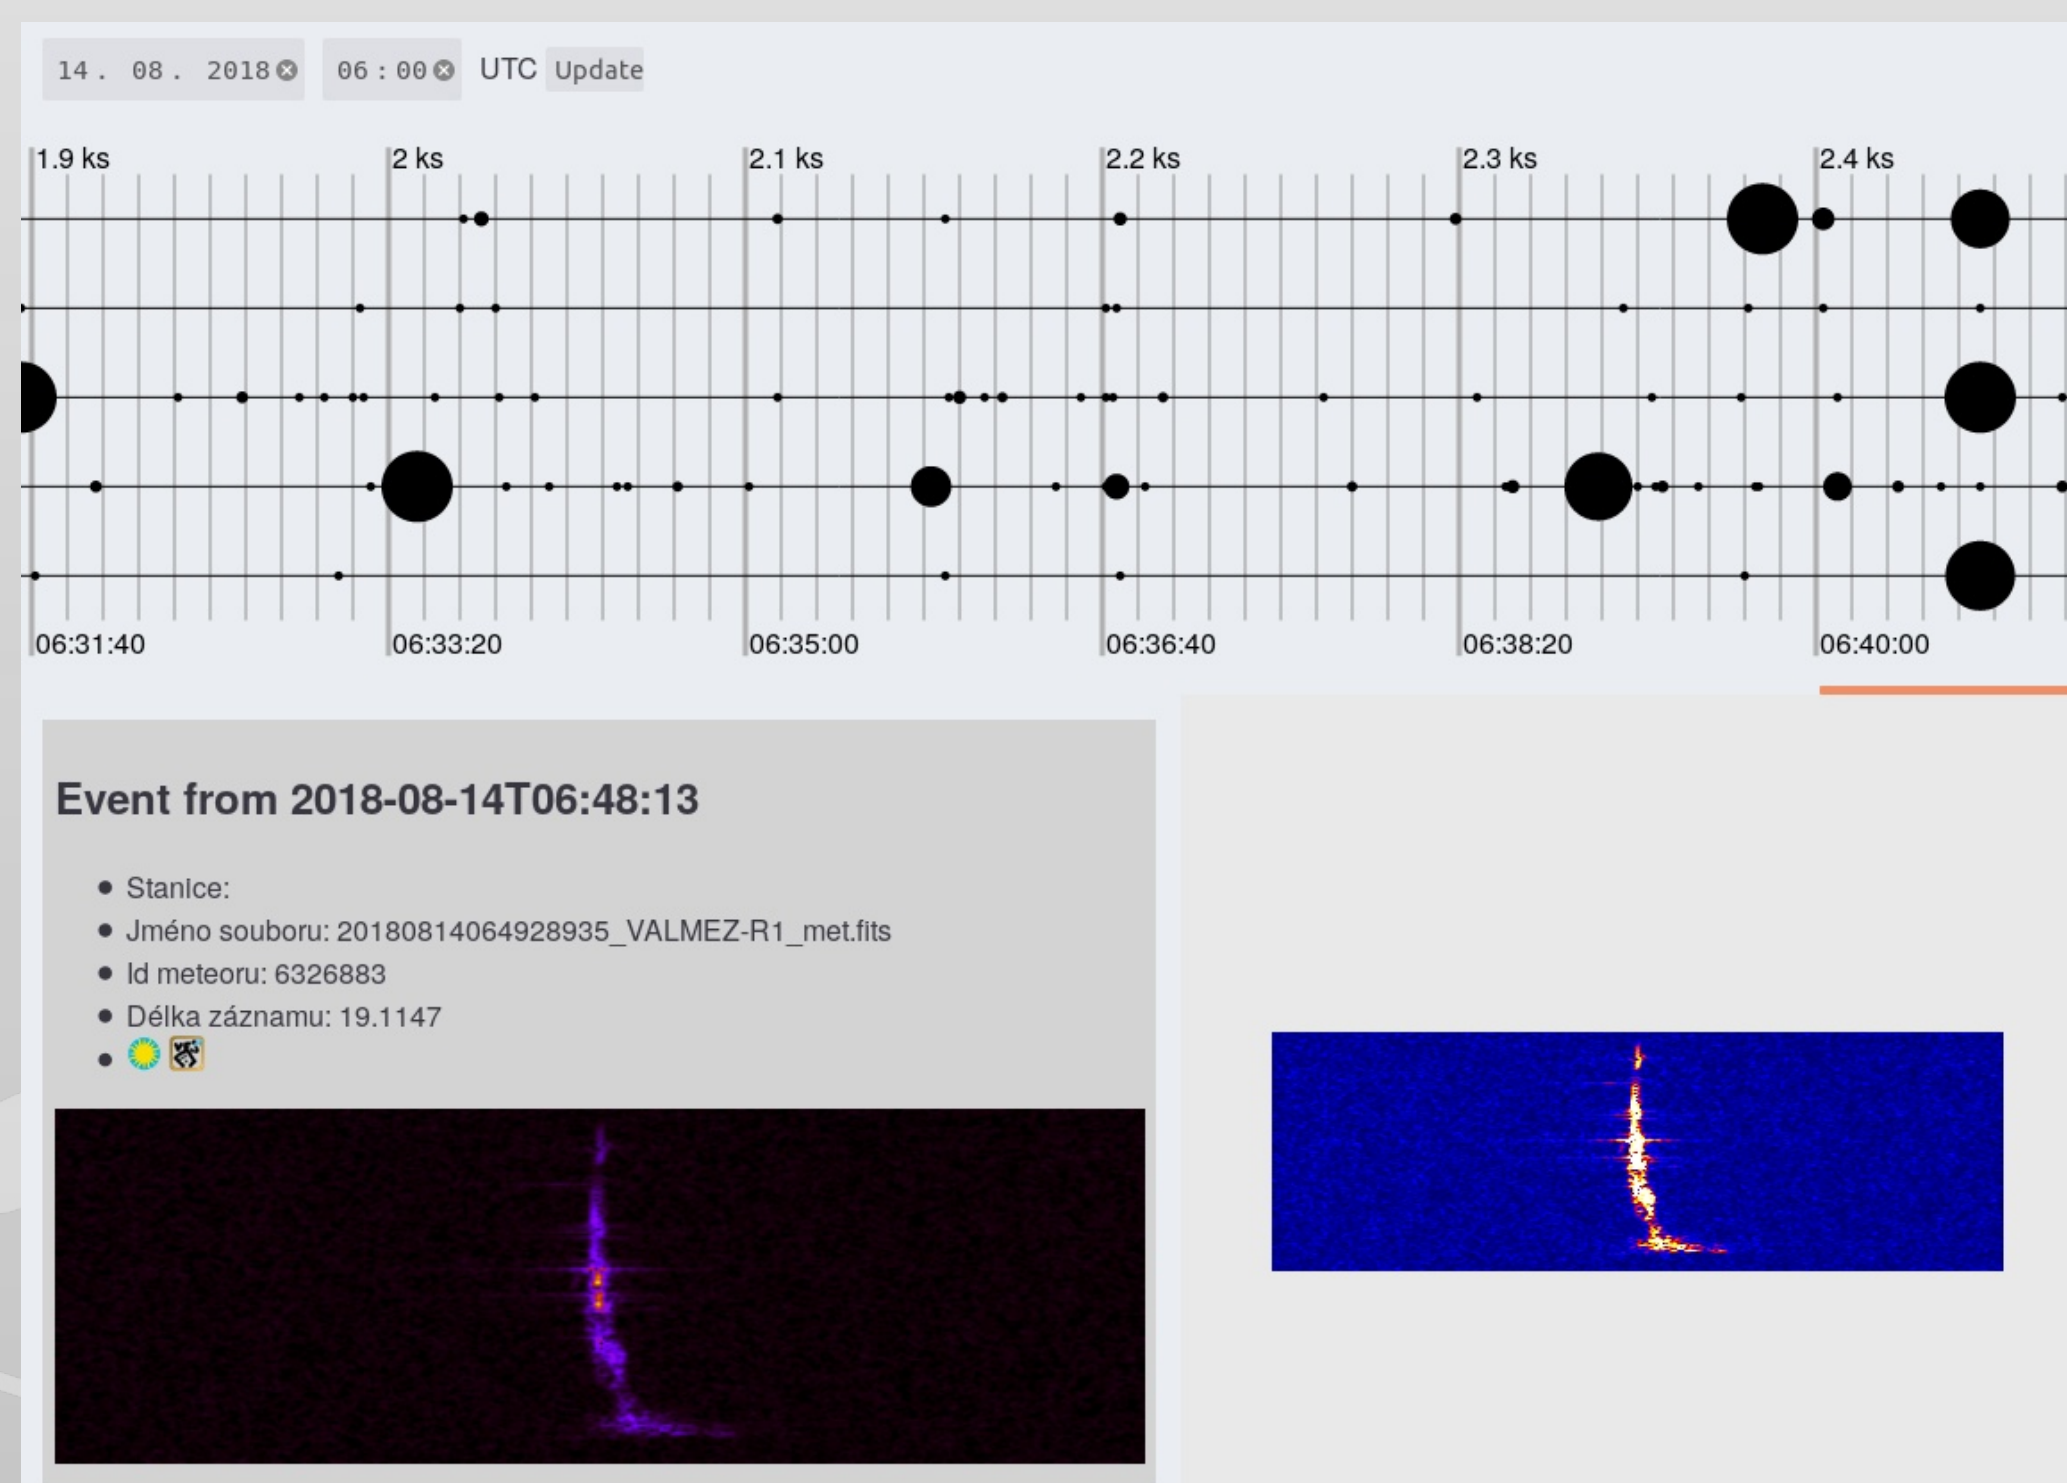 14. 08. 2018 06:00 UTC Update
1.9 ks 2 ks 2.1 ks 2.2 ks 2.3 ks 2.4 ks
06:31:40 06:33:20 06:35:00 06:36:40 06:38:20 06:40:00
Event from 2018-08-14T06:48:13
Stanice:
Jméno souboru: 20180814064928935_VALMEZ-R1_met.fits
Id meteoru: 6326883
Délka záznamu: 19.1147